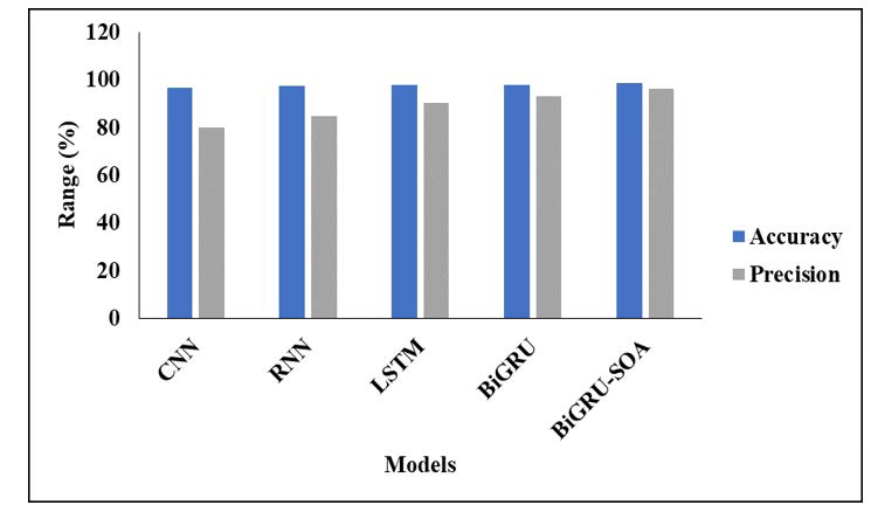 120
100
80
60
40
20
0
Range (%)
CNN
RNN
LSTM
BiGRU
BiGRU-SOA
Models
Accuracy
Precision